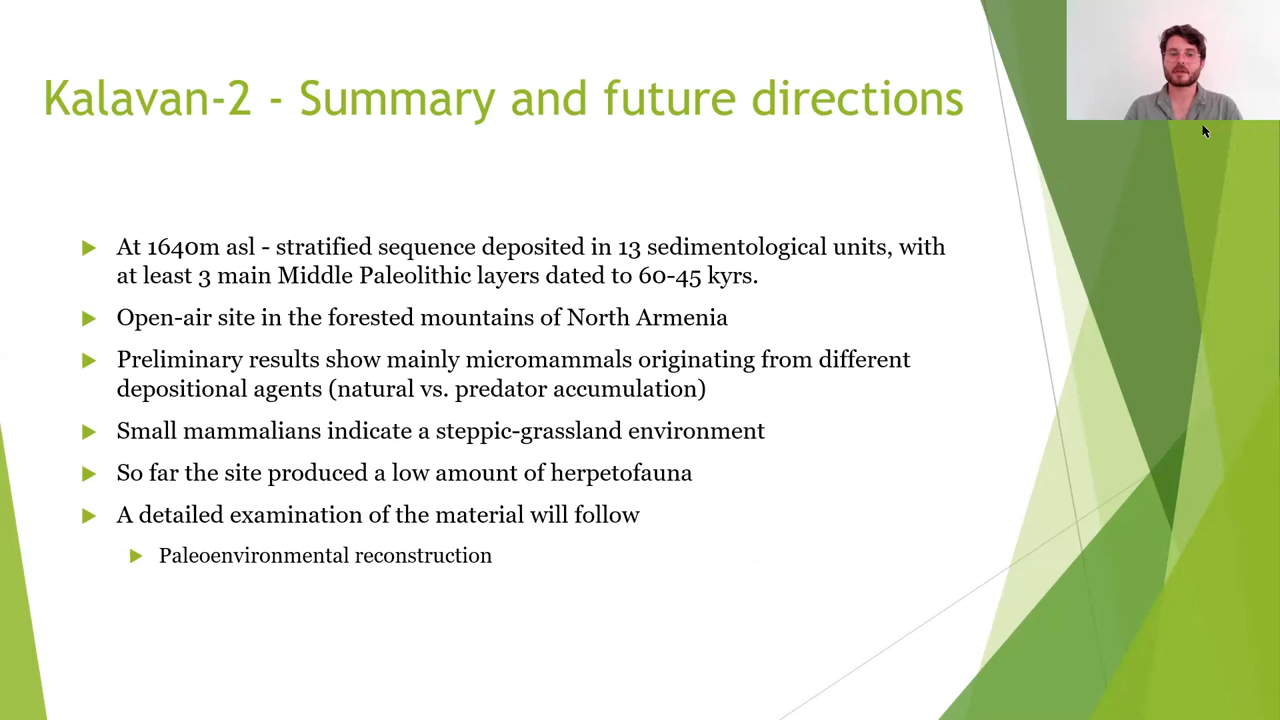 Kalavan-2 - Summary and future directions
At 1640m asl - stratified sequence deposited in 13 sedimentological units, with
at least 3 main Middle Paleolithic layers dated to 60-45 kyrs.
Open-air site in the forested mountains of North Armenia
Preliminary results show mainly micromammals originating from different
depositional agents (natural vs. predator accumulation)
Small mammalians indicate a steppic-grassland environment
So far the site produced a low amount of herpetofauna
A detailed examination of the material will follow
Paleoenvironmental reconstruction